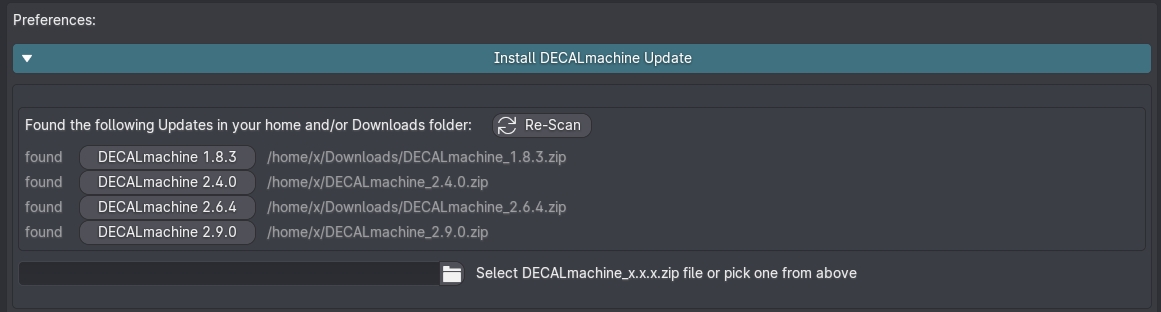 Preferences:
Install DECALmachine Update
Found the following Updates in your home and/or Downloads folder: Re-Scan
found DECALmachine 1.8.3 /home/x/Downloads/DECALmachine_1.8.3.zip
found DECALmachine 2.4.0 /home/x/DECALmachine_2.4.0.zip
found DECALmachine 2.6.4 /home/x/Downloads/DECALmachine_2.6.4.zip
found DECALmachine 2.9.0 /home/x/DECALmachine_2.9.0.zip
Select DECALmachine_x.x.x.zip file or pick one from above